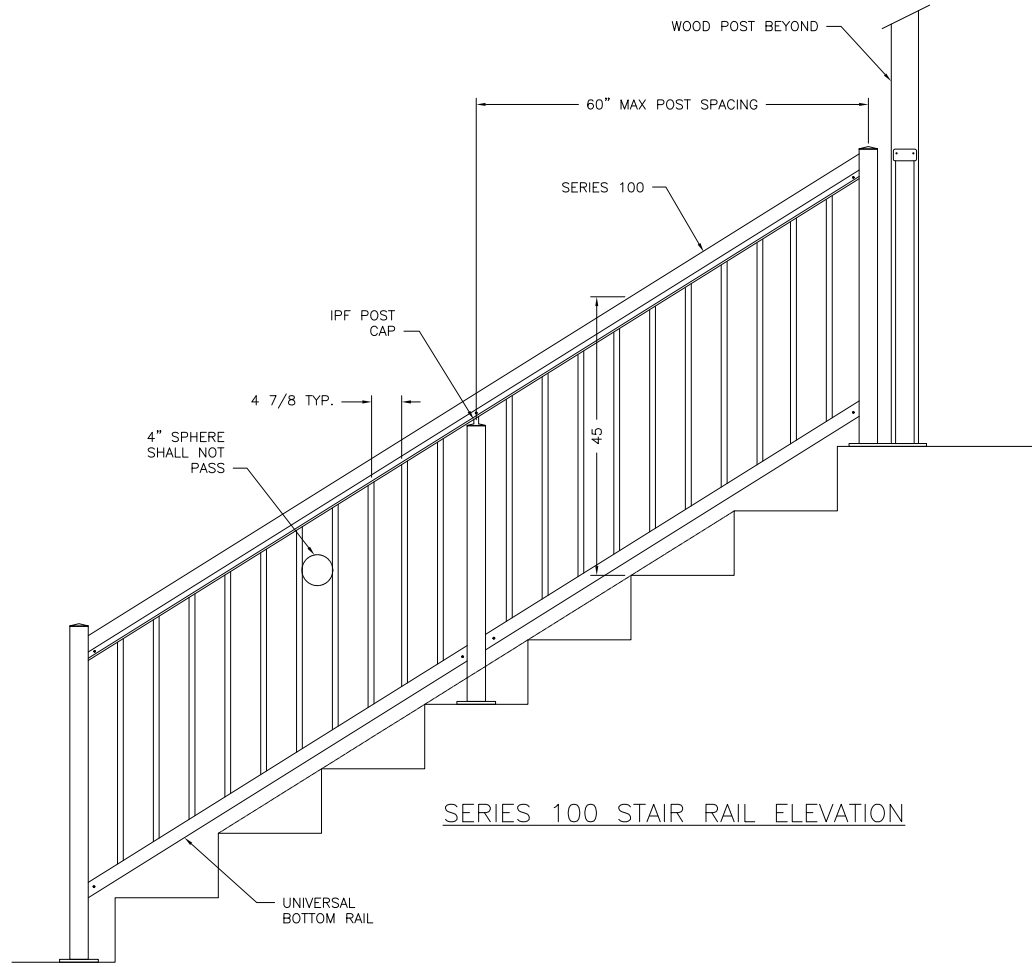 WOOD POST BEYOND
60" MAX POST SPACING
SERIES 100
IPF POST
CAP
4 7/8 TYP.
4" SPHERE
SHALL NOT
PASS
45
SERIES 100 STAIR RAIL ELEVATION
UNIVERSAL
BOTTOM RAIL